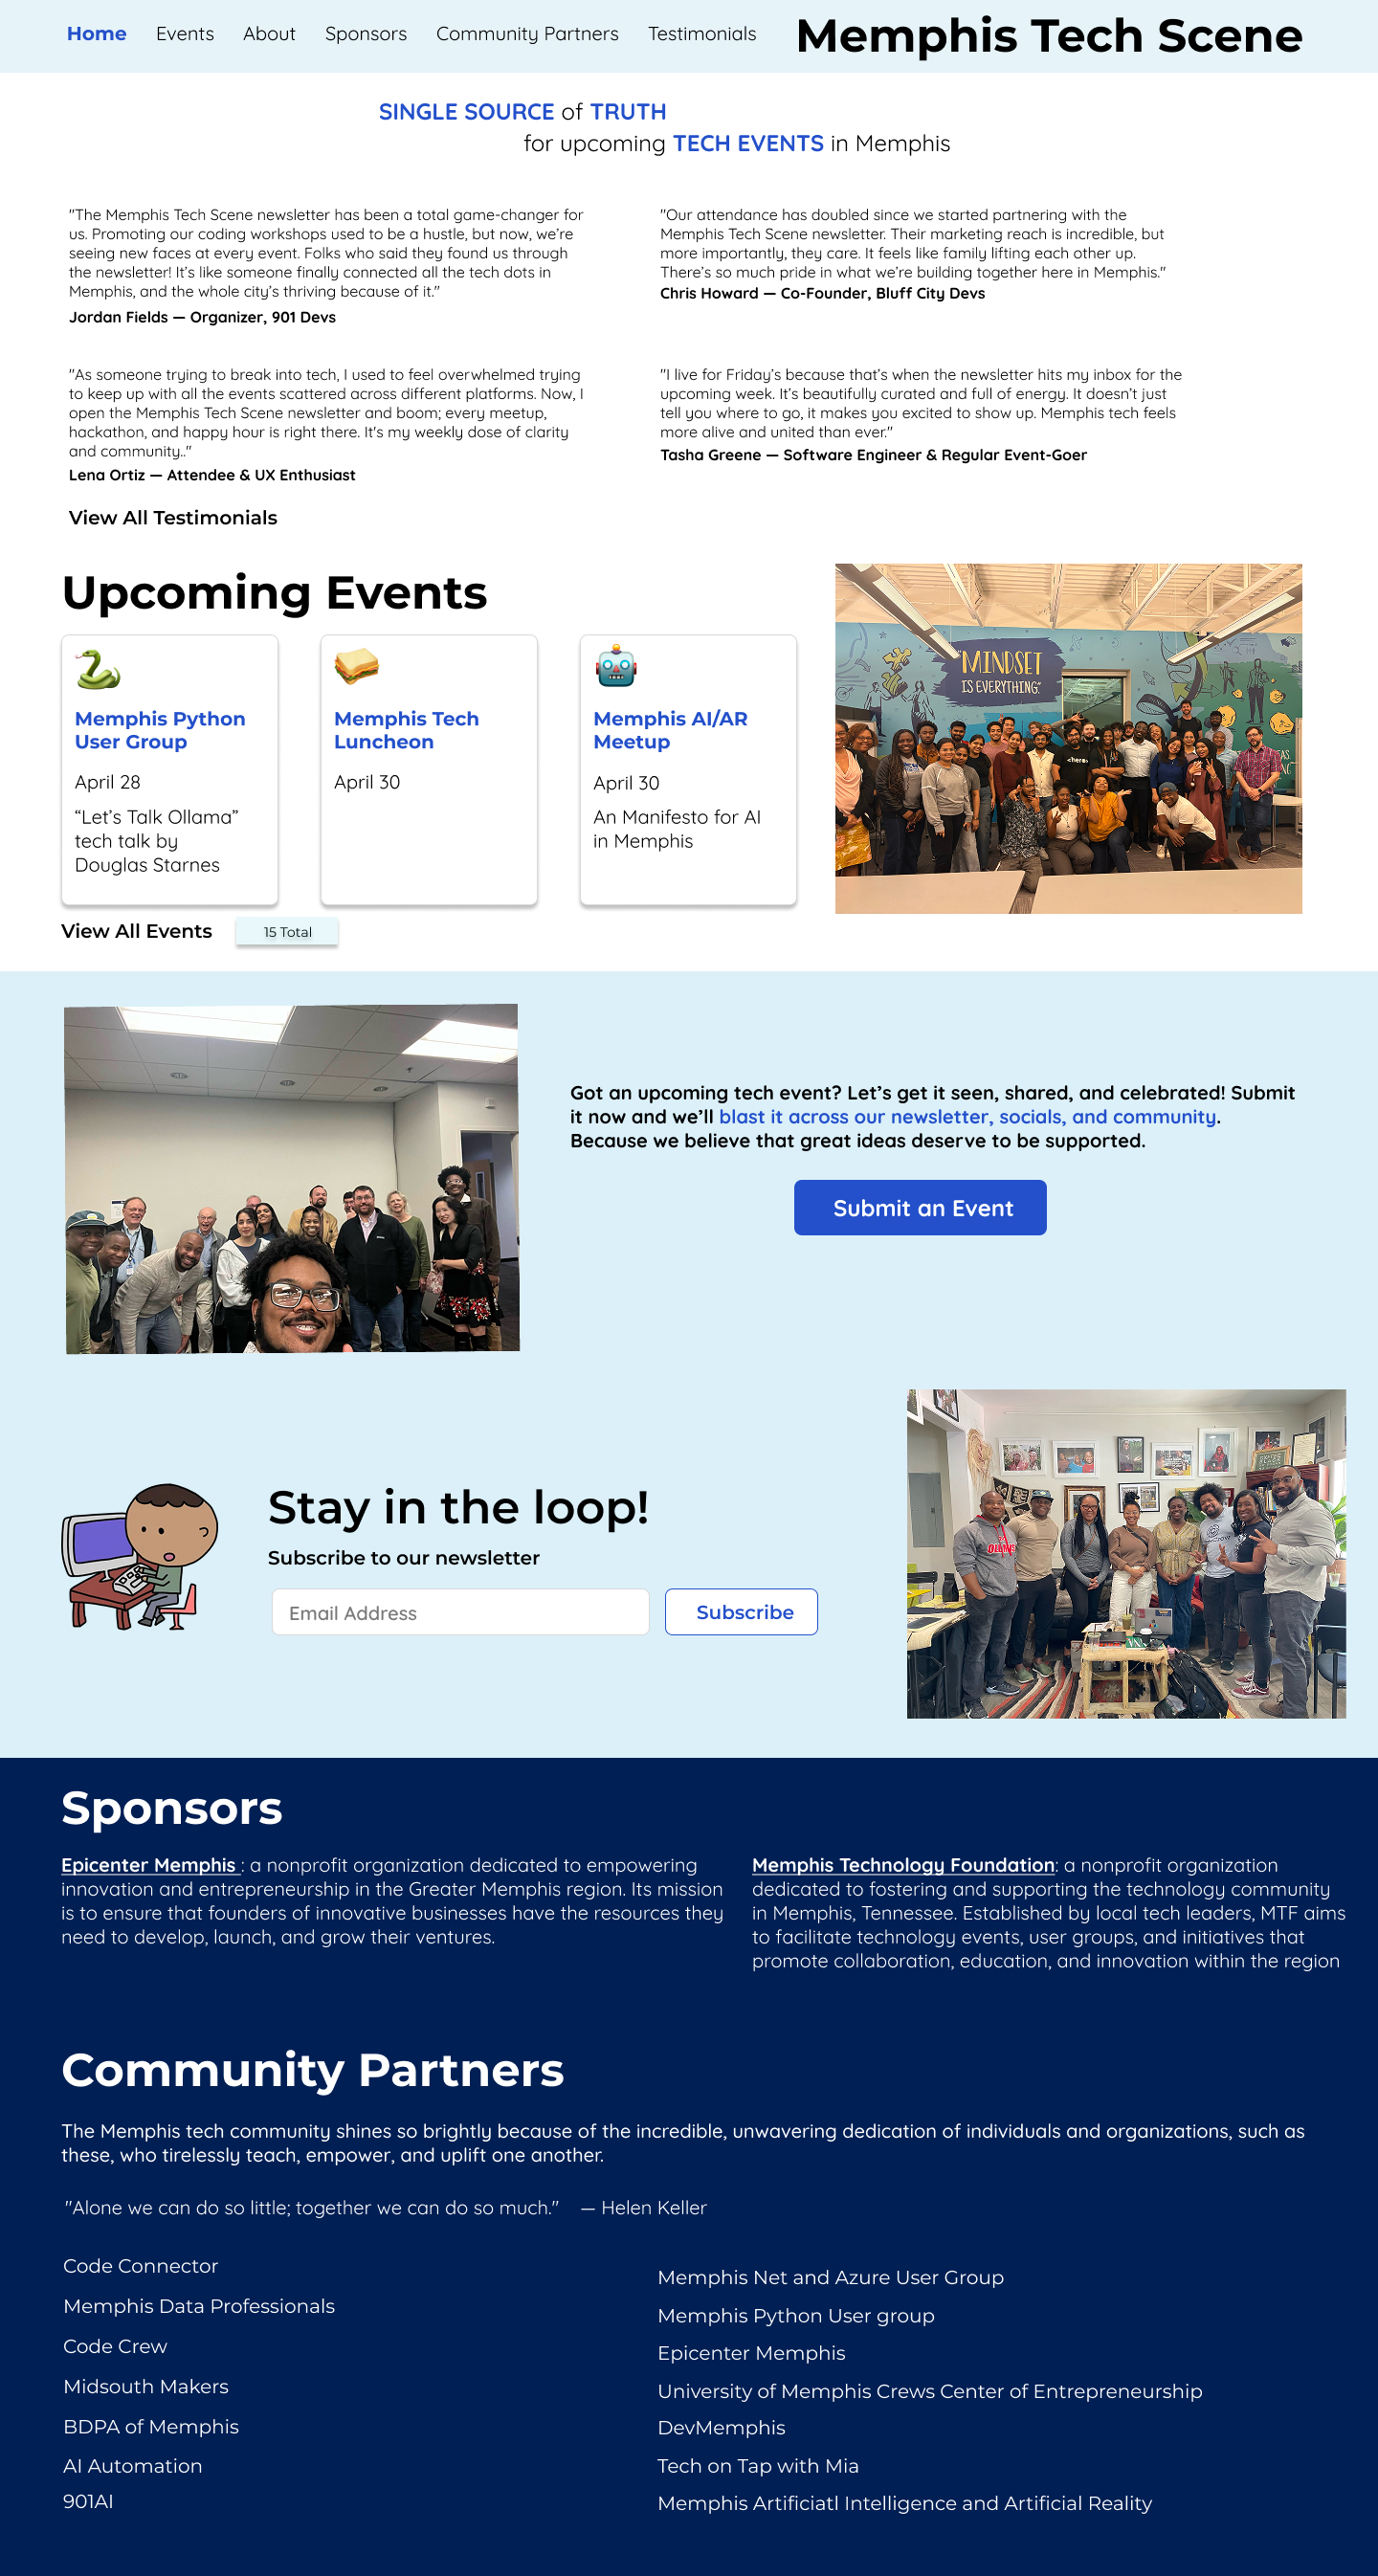 Home Events About Sponsors Community Partners Testimonials Memphis Tech Scene
SINGLE SOURCE of TRUTH
for upcoming TECH EVENTS in Memphis
"The Memphis Tech Scene newsletter has been a total game-changer for
us. Promoting our coding workshops used to be a hustle, but now, we’re
seeing new faces at every event. Folks who said they found us through
the newsletter! It’s like someone finally connected all the tech dots in
Memphis, and the whole city’s thriving because of it."
Jordan Fields — Organizer, 901 Devs
"Our attendance has doubled since we started partnering with the
Memphis Tech Scene newsletter. Their marketing reach is incredible, but
more importantly, they care. It feels like family lifting each other up.
There’s so much pride in what we’re building together here in Memphis."
Chris Howard — Co-Founder, Bluff City Devs
"As someone trying to break into tech, I used to feel overwhelmed trying
to keep up with all the events scattered across different platforms. Now, I
open the Memphis Tech Scene newsletter and boom; every meetup,
hackathon, and happy hour is right there. It's my weekly dose of clarity
and community.."
Lena Ortiz — Attendee & UX Enthusiast
"I live for Friday’s because that’s when the newsletter hits my inbox for the
upcoming week. It’s beautifully curated and full of energy. It doesn’t just
tell you where to go, it makes you excited to show up. Memphis tech feels
more alive and united than ever."
Tasha Greene — Software Engineer & Regular Event-Goer
View All Testimonials
Upcoming Events
Memphis Python
User Group
April 28
“Let’s Talk Ollama”
tech talk by
Douglas Starnes
Memphis Tech
Luncheon
April 30
Memphis AI/AR
Meetup
April 30
An Manifesto for AI
in Memphis
"MINDSET
IS EVERYTHING."
<hero>
View All Events
15 Total
Got an upcoming tech event? Let’s get it seen, shared, and celebrated! Submit
it now and we’ll blast it across our newsletter, socials, and community.
Because we believe that great ideas deserve to be supported.
Submit an Event
Stay in the loop!
Subscribe to our newsletter
Email Address
Subscribe
Sponsors
Epicenter Memphis : a nonprofit organization dedicated to empowering
innovation and entrepreneurship in the Greater Memphis region. Its mission
is to ensure that founders of innovative businesses have the resources they
need to develop, launch, and grow their ventures.
Memphis Technology Foundation: a nonprofit organization
dedicated to fostering and supporting the technology community
in Memphis, Tennessee. Established by local tech leaders, MTF aims
to facilitate technology events, user groups, and initiatives that
promote collaboration, education, and innovation within the region
Community Partners
The Memphis tech community shines so brightly because of the incredible, unwavering dedication of individuals and organizations, such as
these, who tirelessly teach, empower, and uplift one another.
"Alone we can do so little; together we can do so much." — Helen Keller
Code Connector
Memphis Data Professionals
Code Crew
Midsouth Makers
BDPA of Memphis
AI Automation
901AI
Memphis Net and Azure User Group
Memphis Python User group
Epicenter Memphis
University of Memphis Crews Center of Entrepreneurship
DevMemphis
Tech on Tap with Mia
Memphis Artificiatl Intelligence and Artificial Reality